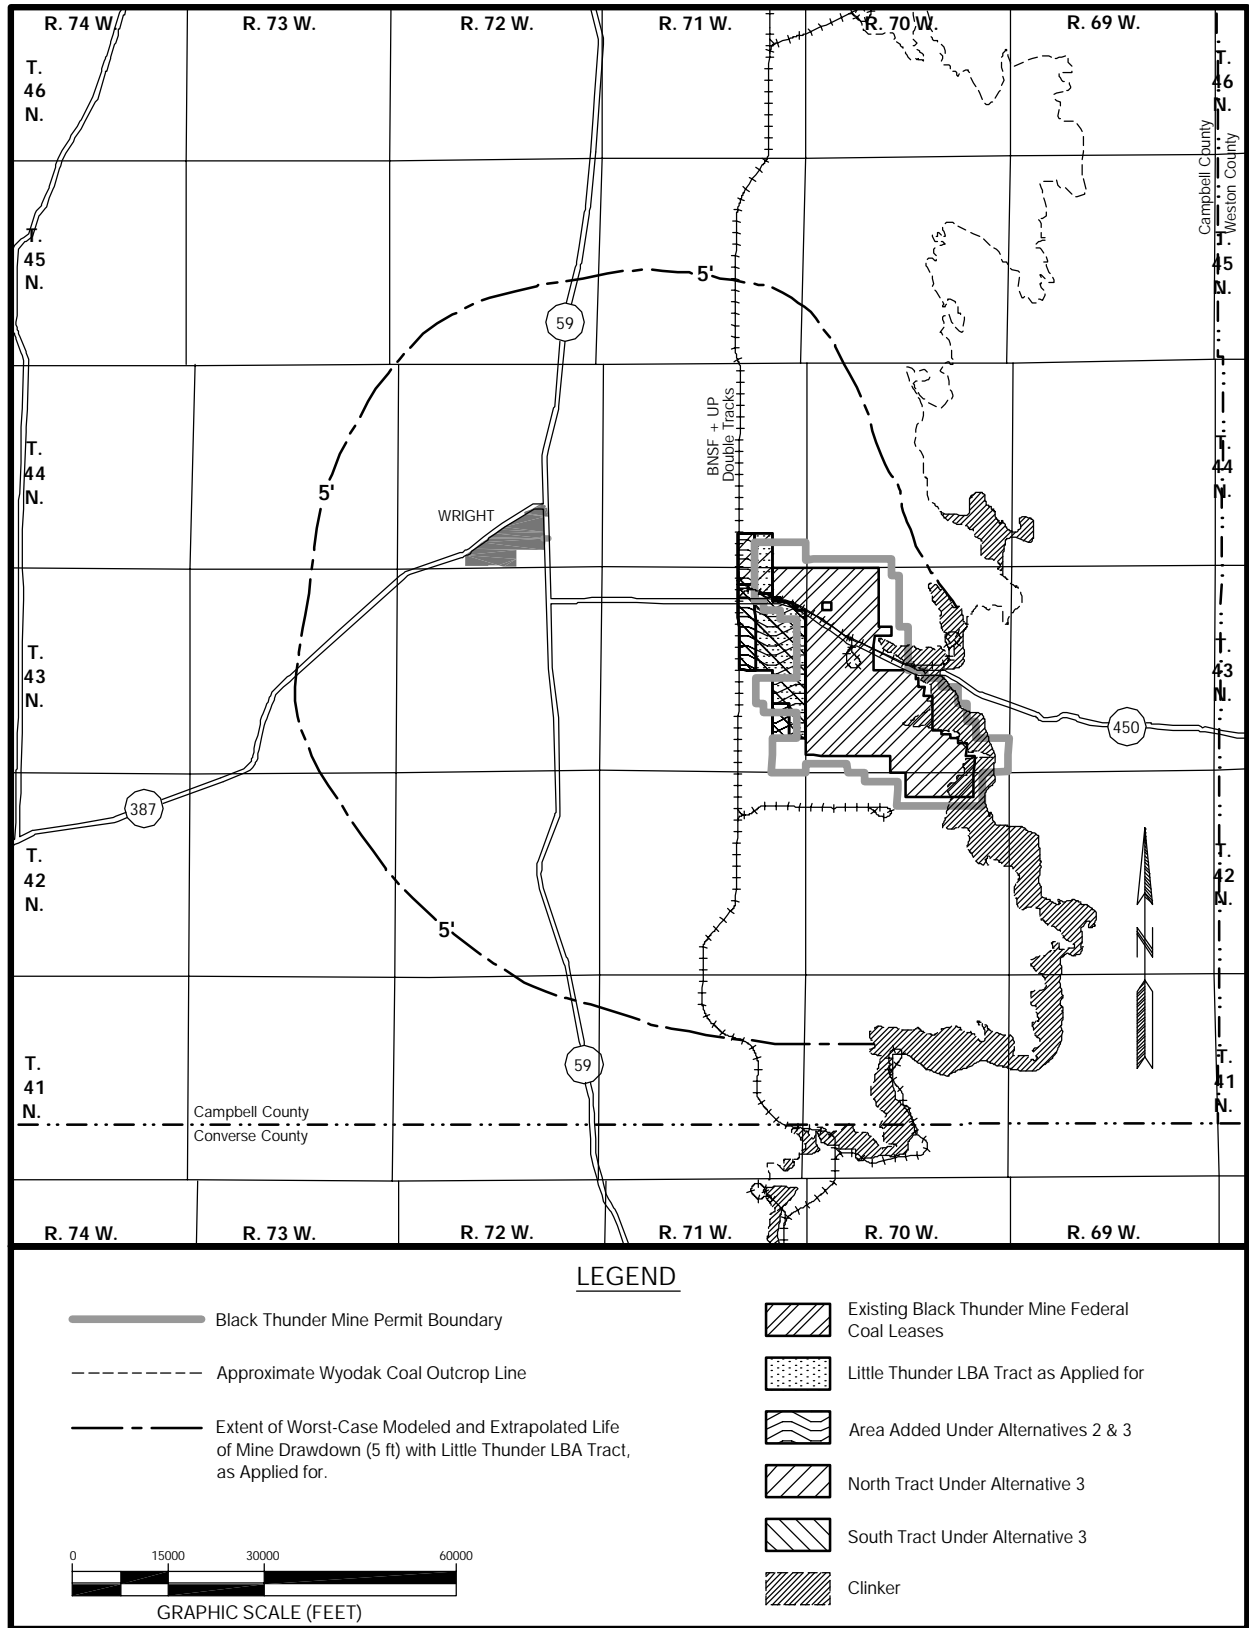 R. 74 W. R. 73 W. R. 72 W. R. 71 W. R. 70 W. R. 69 W.
T.
46
N.
T.
46
N.
Campbell County
Weston County
T.
45
N.
T.
45
N.
5'
59
BNSF + UP
Double Tracks
T.
44
N.
T.
44
N.
5'
WRIGHT
T.
43
N.
T.
43
N.
450
387
T.
42
N.
T.
42
N.
5'
N
59
T.
41
N.
T.
41
N.
Campbell County
Converse County
R. 74 W. R. 73 W. R. 72 W. R. 71 W. R. 70 W. R. 69 W.
LEGEND
Black Thunder Mine Permit Boundary
Approximate Wyodak Coal Outcrop Line
Extent of Worst-Case Modeled and Extrapolated Life
of Mine Drawdown (5 ft) with Little Thunder LBA Tract,
as Applied for.
0 15000 30000 60000
GRAPHIC SCALE (FEET)
Existing Black Thunder Mine Federal
Coal Leases
Little Thunder LBA Tract as Applied for
Area Added Under Alternatives 2 & 3
North Tract Under Alternative 3
South Tract Under Alternative 3
Clinker